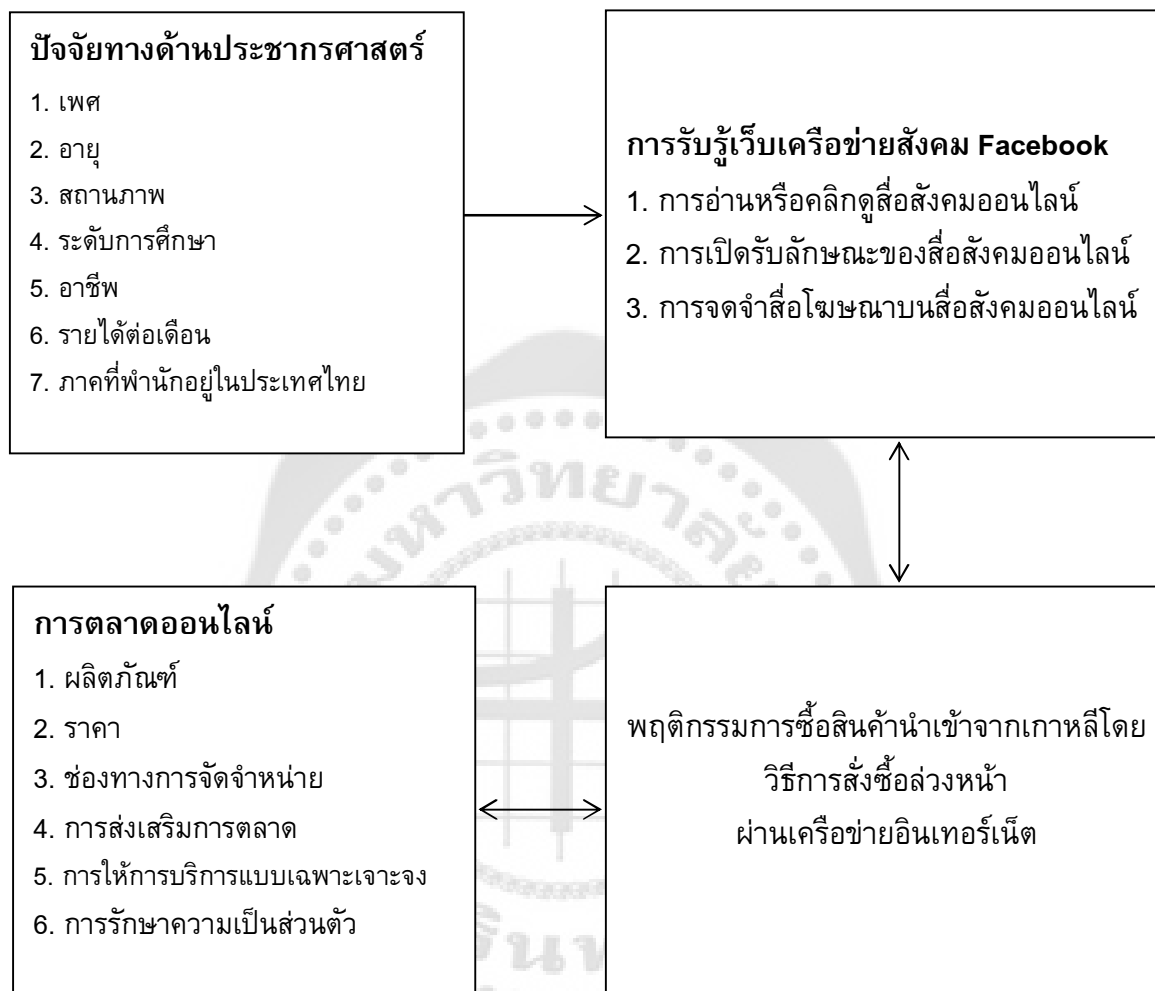 ปัจจัยทางด้านประชากรศาสตร์
1. เพศ
2. อายุ
3. สถานภาพ
4. ระดับการศึกษา
5. อาชีพ
6. รายได้ต่อเดือน
7. ภาคที่พำนักอยู่ในประเทศไทย
การรับรู้เว็บเครือข่ายสังคม Facebook
1. การอ่านหรือคลิกดูสื่อสังคมออนไลน์
2. การเปิดรับลักษณะของสื่อสังคมออนไลน์
3. การจดจำสื่อโฆษณาบนสื่อสังคมออนไลน์
การตลาดออนไลน์
1. ผลิตภัณฑ์
2. ราคา
3. ช่องทางการจัดจำหน่าย
4. การส่งเสริมการตลาด
5. การให้การบริการแบบเฉพาะเจาะจง
6. การรักษาความเป็นส่วนตัว
พฤติกรรมการซื้อสินค้านำเข้าจากเกาหลีโดย
วิธีการสั่งซื้อล่วงหน้า
ผ่านเครือข่ายอินเทอร์เน็ต